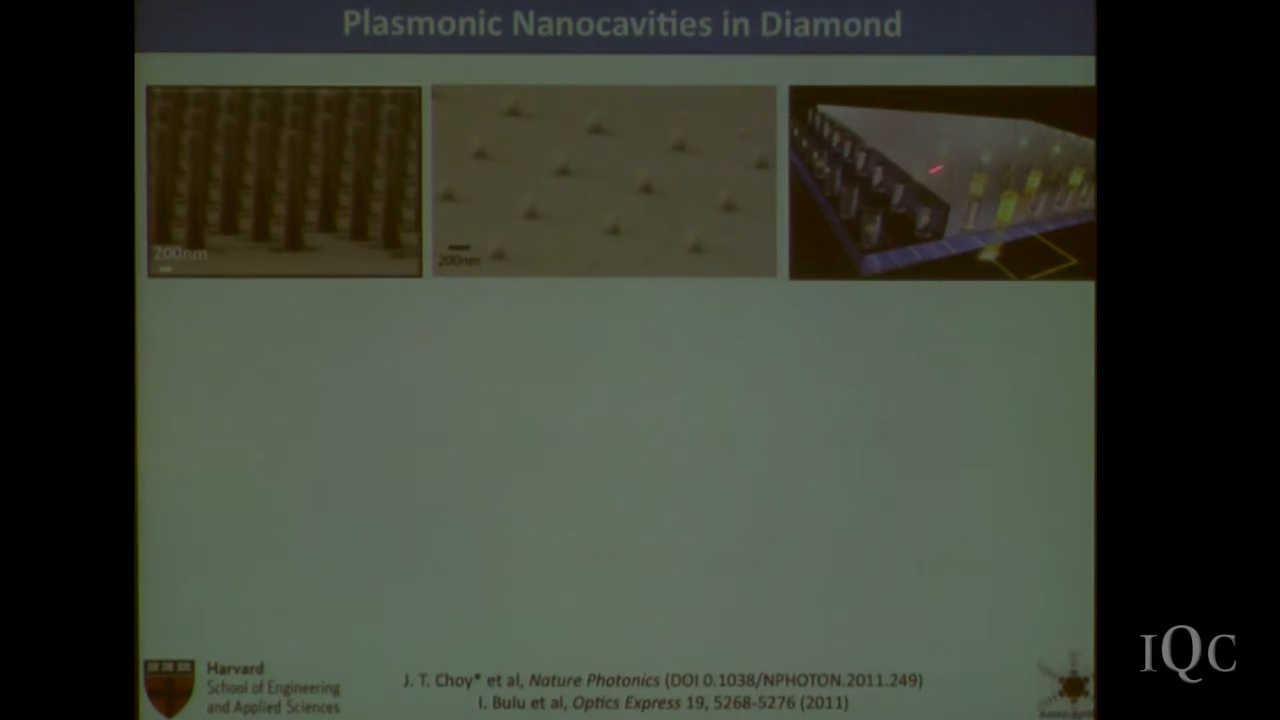 Plasmonic Nanocavities in Diamond
200nm
200nm
Harvard
School of Engineering
and Applied Sciences
J. T. Choy* et al, Nature Photonics (DOI 0.1038/NPHOTON.2011.249)
I. Bulu et al, Optics Express 19, 5268-5276 (2011)
IQC